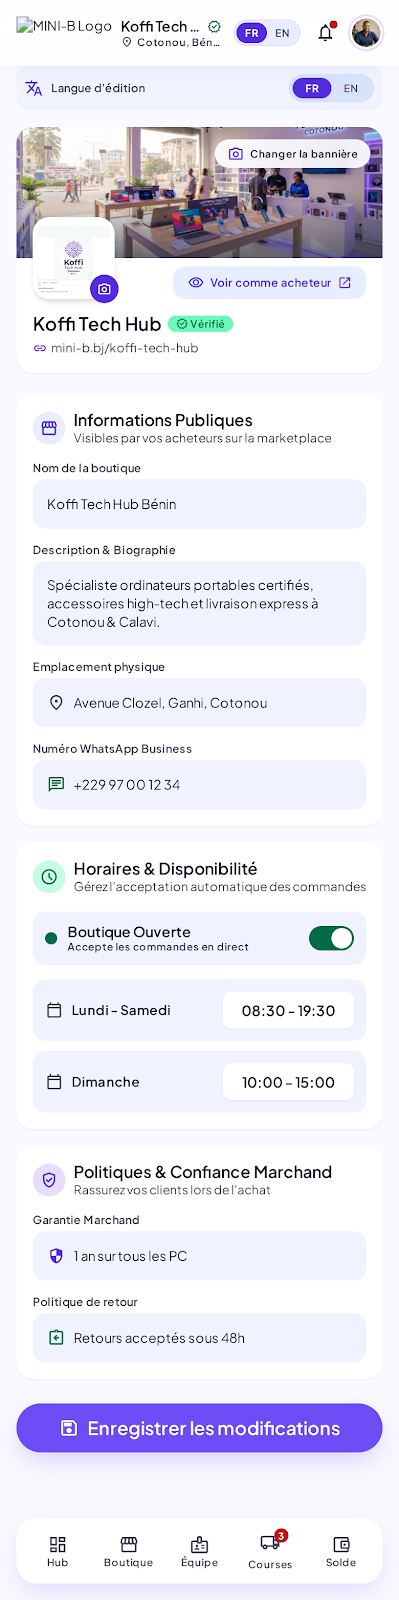 MINI-B Logo
Koffi Tech ...
Cotonou, Bén...
FR EN
Langue d'édition
FR EN
COTONOU
Changer la bannière
Koffi
Tech Hub
Voir comme acheteur
Koffi Tech Hub
Vérifié
mini-b.bj/koffi-tech-hub
Informations Publiques
Visibles par vos acheteurs sur la marketplace
Nom de la boutique
Koffi Tech Hub Bénin
Description & Biographie
Spécialiste ordinateurs portables certifiés,
accessoires high-tech et livraison express à
Cotonou & Calavi.
Emplacement physique
Avenue Clozel, Ganhi, Cotonou
Numéro WhatsApp Business
+229 97 00 12 34
Horaires & Disponibilité
Gérez l'acceptation automatique des commandes
Boutique Ouverte
Accepte les commandes en direct
Lundi - Samedi
08:30 - 19:30
Dimanche
10:00 - 15:00
Politiques & Confiance Marchand
Rassurez vos clients lors de l'achat
Garantie Marchand
1 an sur tous les PC
Politique de retour
Retours acceptés sous 48h
Enregistrer les modifications
3
Hub
Boutique
Équipe
Courses
Solde